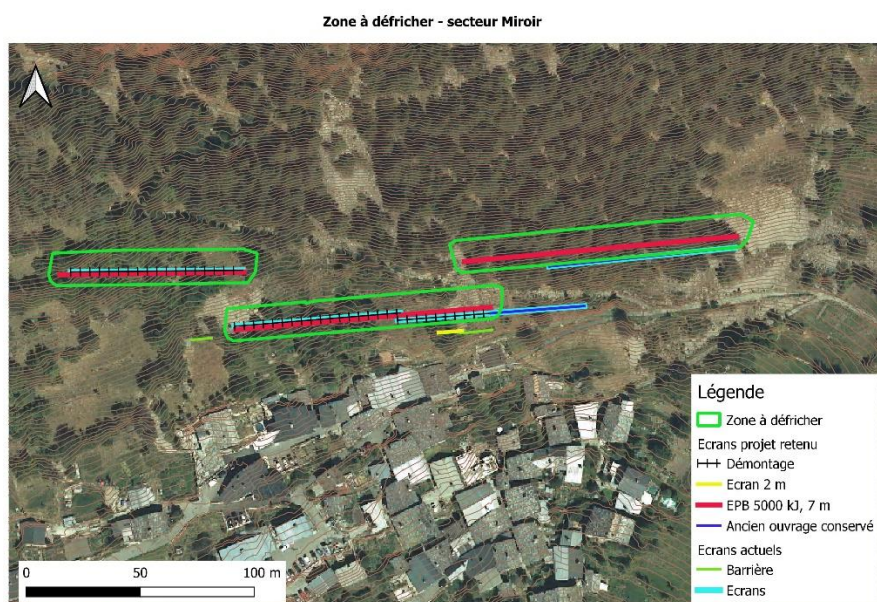 Zone à défricher - secteur Miroir
Légende
Zone à défricher
Ecrans projet retenu
Démontage
Ecran 2 m
EPB 5000 kJ, 7 m
Ancien ouvrage conservé
Ecrans actuels
Barrière
Ecrans
0 50 100 m